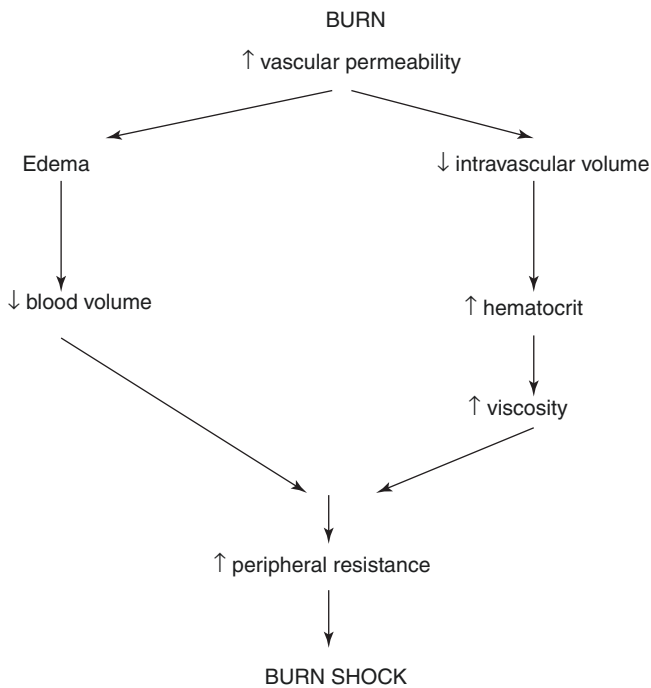 BURN
↑ vascular permeability
Edema
↓ intravascular volume
↓ blood volume
↑ hematocrit
↑ viscosity
↑ peripheral resistance
BURN SHOCK